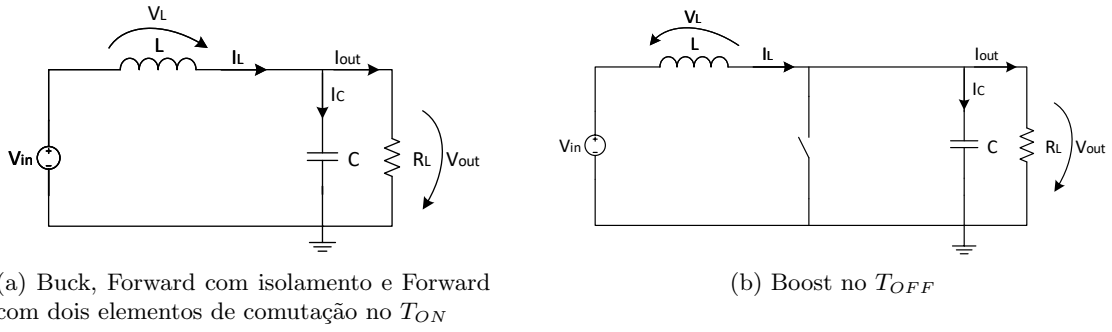 VL
L
IL
Iout
IC
Vin
C
RL
Vout
(a) Buck, Forward com isolamento e Forward
com dois elementos de comutação no TON
VL
L
IL
Iout
IC
Vin
C
RL
Vout
(b) Boost no TOFF